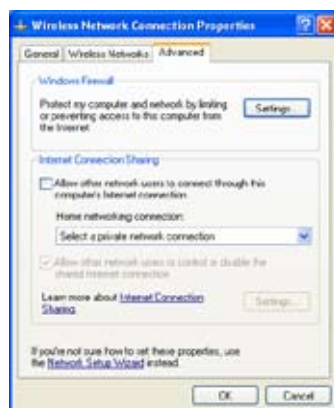 Wireless Network Connection Properties
General
Wireless Networks
Advanced
Windows Firewall
Protect my computer and network by limiting
or preventing access to this computer from
the Internet
Settings...
Internet Connection Sharing
Allow other network users to connect through this
computer's Internet connection
Home networking connection:
Select a private network connection
Allow other network users to control or disable the
shared Internet connection
Learn more about Internet Connection
Sharing.
Settings...
If you're not sure how to set these properties, use
the Network Setup Wizard instead.
OK
Cancel